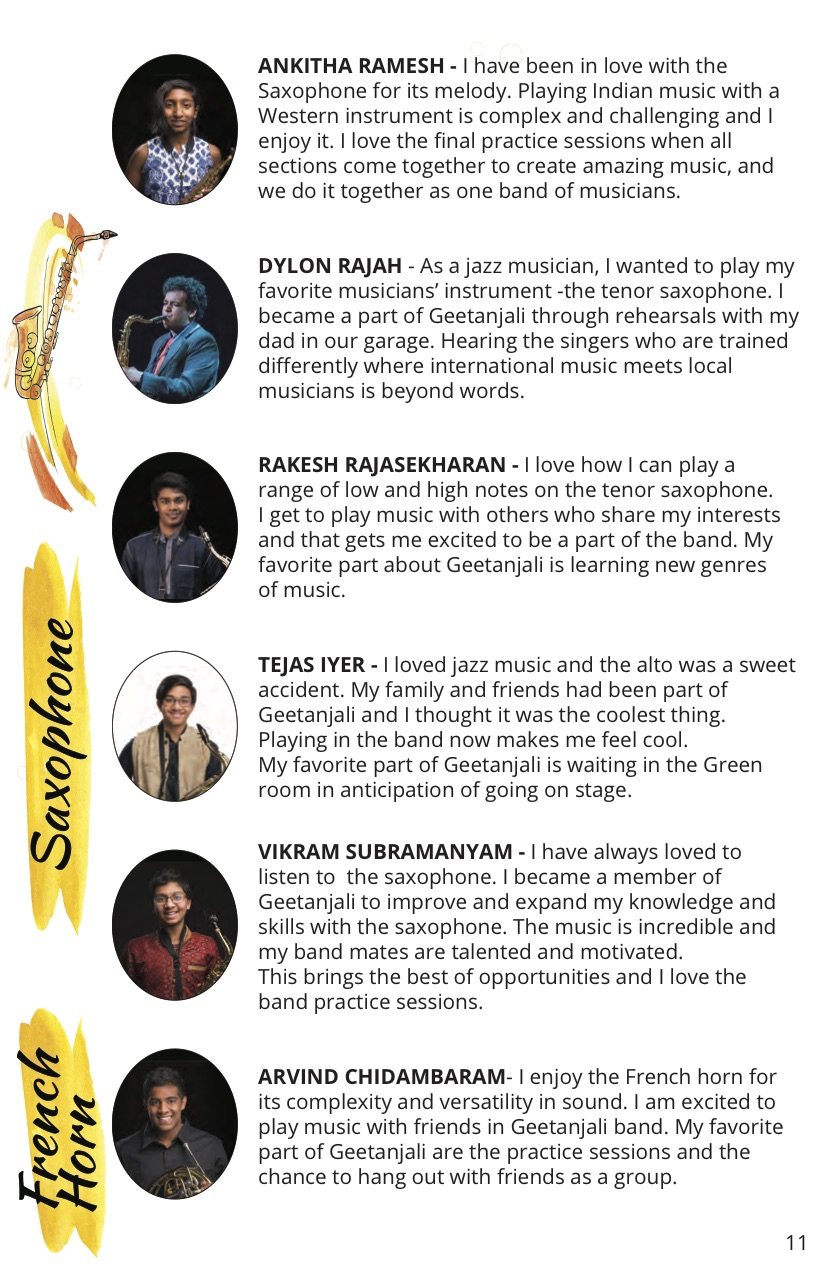 ANKITHA RAMESH - I have been in love with the
Saxophone for its melody. Playing Indian music with a
Western instrument is complex and challenging and I
enjoy it. I love the final practice sessions when all
sections come together to create amazing music, and
we do it together as one band of musicians.
DYLON RAJAH - As a jazz musician, I wanted to play my
favorite musicians’ instrument -the tenor saxophone. I
became a part of Geetanjali through rehearsals with my
dad in our garage. Hearing the singers who are trained
differently where international music meets local
musicians is beyond words.
RAKESH RAJASEKHARAN - I love how I can play a
range of low and high notes on the tenor saxophone.
I get to play music with others who share my interests
and that gets me excited to be a part of the band. My
favorite part about Geetanjali is learning new genres
of music.
Saxophone
TEJAS IYER - I loved jazz music and the alto was a sweet
accident. My family and friends had been part of
Geetanjali and I thought it was the coolest thing.
Playing in the band now makes me feel cool.
My favorite part of Geetanjali is waiting in the Green
room in anticipation of going on stage.
VIKRAM SUBRAMANYAM - I have always loved to
listen to  the saxophone. I became a member of
Geetanjali to improve and expand my knowledge and
skills with the saxophone. The music is incredible and
my band mates are talented and motivated.
This brings the best of opportunities and I love the
band practice sessions.
French
Horn
ARVIND CHIDAMBARAM- I enjoy the French horn for
its complexity and versatility in sound. I am excited to
play music with friends in Geetanjali band. My favorite
part of Geetanjali are the practice sessions and the
chance to hang out with friends as a group.
11